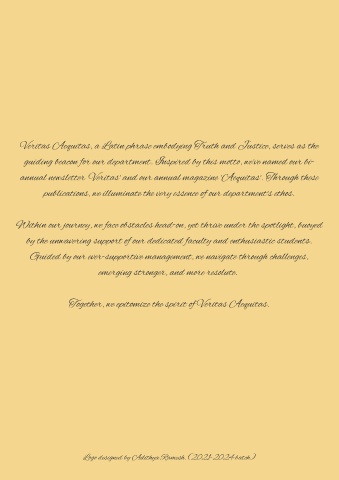 Veritas Aequitas, a Latin phrase embodying Truth and Justice, serves as the
guiding beacon for our department. Inspired by this motto, we've named our bi-
annual newsletter 'Veritas' and our annual magazine 'Aequitas'. Through these
publications, we illuminate the very essence of our department's ethos.
Within our journey, we face obstacles head-on, yet thrive under the spotlight, buoyed
by the unwavering support of our dedicated faculty and enthusiastic students.
Guided by our ever-supportive management, we navigate through challenges,
emerging stronger, and more resolute.
Together, we epitomize the spirit of Veritas Aequitas.
Logo designed by Adithya Ramesh. (2021-2024 batch)